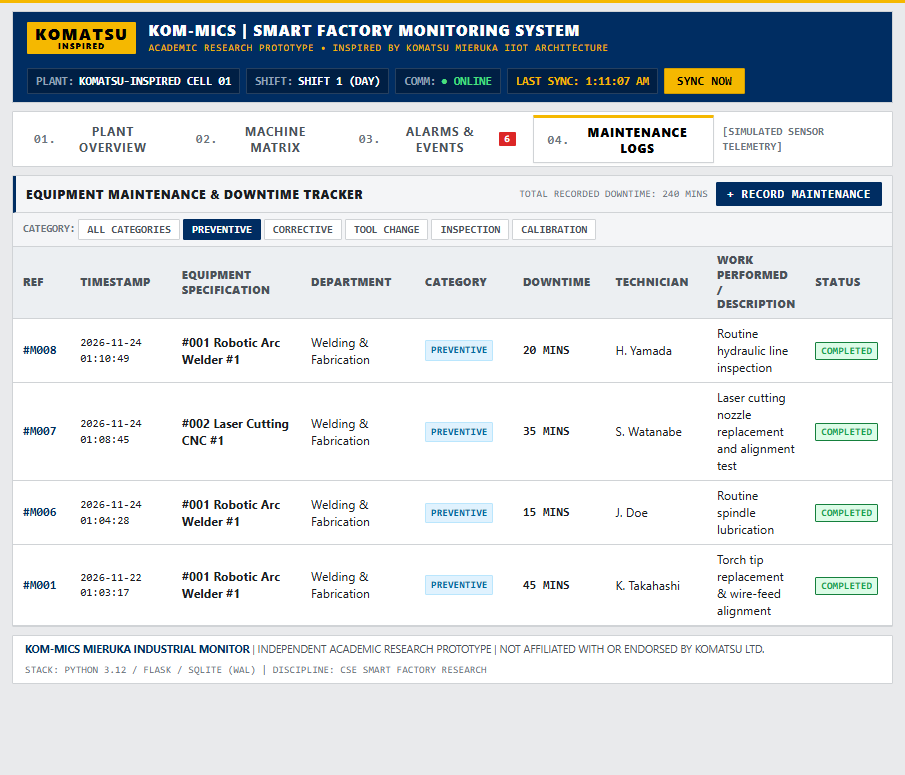 KOMATSU
INSPIRED
KOM-MICS | SMART FACTORY MONITORING SYSTEM
ACADEMIC RESEARCH PROTOTYPE • INSPIRED BY KOMATSU MIERUKA IIOT ARCHITECTURE
PLANT: KOMATSU-INSPIRED CELL 01
SHIFT: SHIFT 1 (DAY)
COMM: ● ONLINE
LAST SYNC: 1:11:07 AM
SYNC NOW
01. PLANT
OVERVIEW
02. MACHINE
MATRIX
03. ALARMS &
EVENTS
6
04. MAINTENANCE
LOGS
[SIMULATED SENSOR
TELEMETRY]
EQUIPMENT MAINTENANCE & DOWNTIME TRACKER
TOTAL RECORDED DOWNTIME: 240 MINS
+ RECORD MAINTENANCE
CATEGORY: ALL CATEGORIES PREVENTIVE CORRECTIVE TOOL CHANGE INSPECTION CALIBRATION
REF
TIMESTAMP
EQUIPMENT
SPECIFICATION
DEPARTMENT
CATEGORY
DOWNTIME
TECHNICIAN
WORK
PERFORMED
/
DESCRIPTION
STATUS
#M008
2026-11-24
01:10:49
#001 Robotic Arc
Welder #1
Welding &
Fabrication
PREVENTIVE
20 MINS
H. Yamada
Routine
hydraulic line
inspection
COMPLETED
#M007
2026-11-24
01:08:45
#002 Laser Cutting
CNC #1
Welding &
Fabrication
PREVENTIVE
35 MINS
S. Watanabe
Laser cutting
nozzle
replacement
and alignment
test
COMPLETED
#M006
2026-11-24
01:04:28
#001 Robotic Arc
Welder #1
Welding &
Fabrication
PREVENTIVE
15 MINS
J. Doe
Routine
spindle
lubrication
COMPLETED
#M001
2026-11-22
01:03:17
#001 Robotic Arc
Welder #1
Welding &
Fabrication
PREVENTIVE
45 MINS
K. Takahashi
Torch tip
replacement
& wire-feed
alignment
COMPLETED
KOM-MICS MIERUKA INDUSTRIAL MONITOR | INDEPENDENT ACADEMIC RESEARCH PROTOTYPE | NOT AFFILIATED WITH OR ENDORSED BY KOMATSU LTD.
STACK: PYTHON 3.12 / FLASK / SQLITE (WAL) | DISCIPLINE: CSE SMART FACTORY RESEARCH